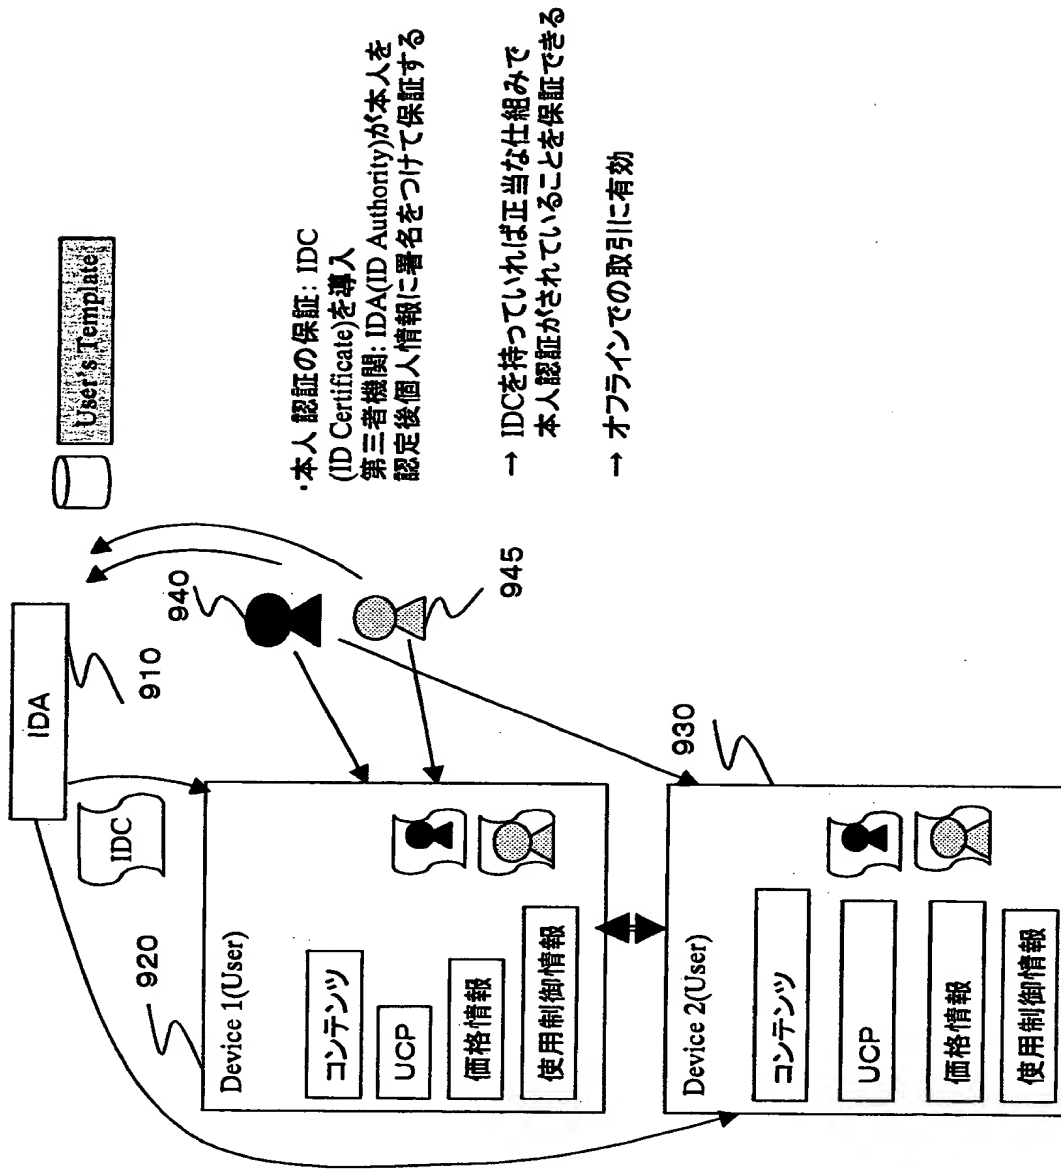 IDA
910
IDC
User's Template
940
945
920
Device 1(User)
コンテンツ
UCP
価格情報
使用制御情報
930
Device 2(User)
コンテンツ
UCP
価格情報
使用制御情報
・本人認証の保証: IDC
(ID Certificate)を導入
第三者機関: IDA(ID Authority)が本人を
認定後個人情報に署名をつけて保証する
→ IDCを持っていれば正当な仕組みで
本人認証がされていることを保証できる
→ オフラインでの取引に有効